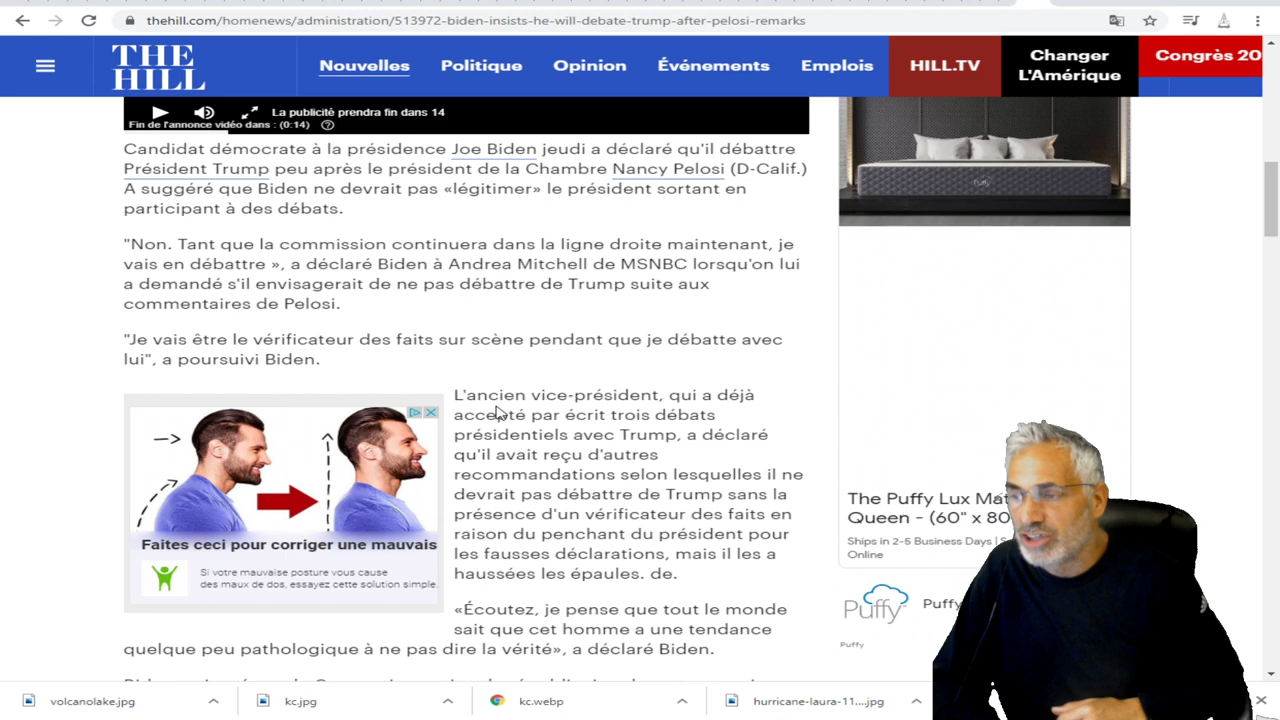 thehill.com/homenews/administration/513972-biden-insists-he-will-debate-trump-after-pelosi-remarks
THE HILL
Nouvelles
Politique
Opinion
Événements
Emplois
HILL.TV
Changer
L'Amérique
Congrès 20
La publicité prendra fin dans 14
Fin de l'annonce vidéo dans : (0:14)
Candidat démocrate à la présidence Joe Biden jeudi a déclaré qu'il débattre
Président Trump peu après le président de la Chambre Nancy Pelosi (D-Calif.)
A suggéré que Biden ne devrait pas «légitimer» le président sortant en
participant à des débats.
"Non. Tant que la commission continuera dans la ligne droite maintenant, je
vais en débattre », a déclaré Biden à Andrea Mitchell de MSNBC lorsqu'on lui
a demandé s'il envisagerait de ne pas débattre de Trump suite aux
commentaires de Pelosi.
"Je vais être le vérificateur des faits sur scène pendant que je débatte avec
lui", a poursuivi Biden.
L'ancien vice-président, qui a déjà
accepté par écrit trois débats
présidentiels avec Trump, a déclaré
qu'il avait reçu d'autres
recommandations selon lesquelles il ne
devrait pas débattre de Trump sans la
présence d'un vérificateur des faits en
raison du penchant du président pour
les fausses déclarations, mais il les a
haussées les épaules. de.
«Écoutez, je pense que tout le monde
sait que cet homme a une tendance
quelque peu pathologique à ne pas dire la vérité», a déclaré Biden.
Faites ceci pour corriger une mauvais
Si votre mauvaise posture vous cause
des maux de dos, essayez cette solution simple.
Puffy
The Puffy Lux Mat
Queen - (60" x 80
Ships in 2-5 Business Days | S
Online
Puffy
Puffy
Puffy
volcanolake.jpg
kc.jpg
kc.webp
hurricane-laura-11....jpg